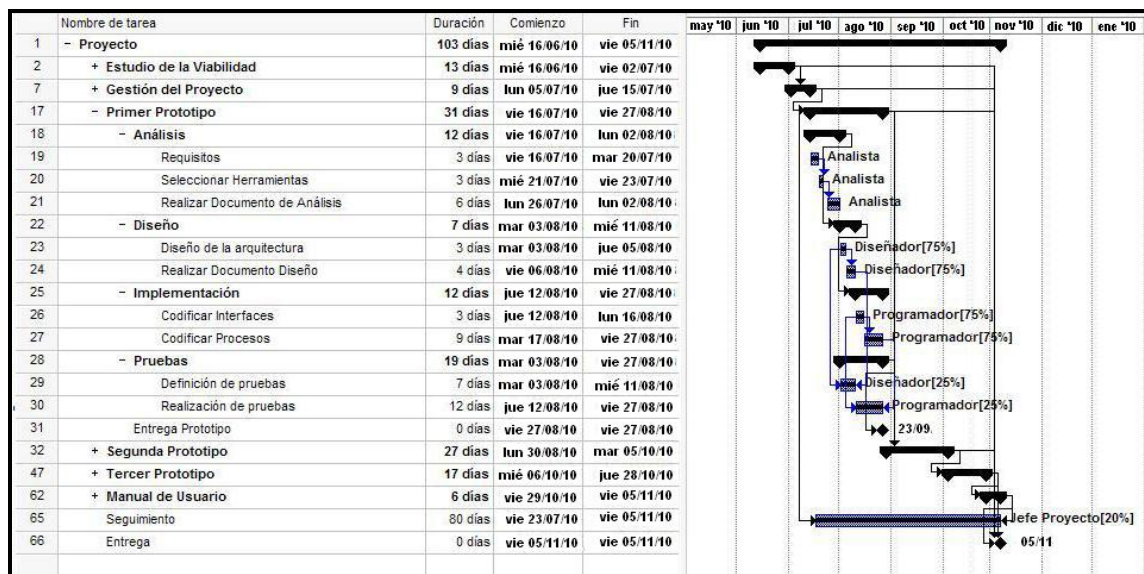 Nombre de tarea Duración Comienzo Fin may '10 jun '10 jul '10 ago '10 sep '10 oct '10 nov '10 dic '10 ene '10
1 − Proyecto 103 días mié 16/06/10 vie 05/11/10
2 + Estudio de la Viabilidad 13 días mié 16/06/10 vie 02/07/10
7 + Gestión del Proyecto 9 días lun 05/07/10 jue 15/07/10
17 − Primer Prototipo 31 días vie 16/07/10 vie 27/08/10
18 − Análisis 12 días vie 16/07/10 lun 02/08/10
19 Requisitos 3 días vie 16/07/10 mar 20/07/10 Analista
20 Seleccionar Herramientas 3 días mié 21/07/10 vie 23/07/10 Analista
21 Realizar Documento de Análisis 6 días lun 26/07/10 lun 02/08/10 Analista
22 − Diseño 7 días mar 03/08/10 mié 11/08/10
23 Diseño de la arquitectura 3 días mar 03/08/10 jue 05/08/10 Diseñador[75%]
24 Realizar Documento Diseño 4 días vie 06/08/10 mié 11/08/10 Diseñador[75%]
25 − Implementación 12 días jue 12/08/10 vie 27/08/10
26 Codificar Interfaces 3 días jue 12/08/10 lun 16/08/10 Programador[75%]
27 Codificar Procesos 9 días mar 17/08/10 vie 27/08/10 Programador[75%]
28 − Pruebas 19 días mar 03/08/10 vie 27/08/10
29 Definición de pruebas 7 días mar 03/08/10 mié 11/08/10 Diseñador[25%]
30 Realización de pruebas 12 días jue 12/08/10 vie 27/08/10 Programador[25%]
31 Entrega Prototipo 0 días vie 27/08/10 vie 27/08/10 23/09.
32 + Segunda Prototipo 27 días lun 30/08/10 mar 05/10/10
47 + Tercer Prototipo 17 días mié 06/10/10 jue 28/10/10
62 + Manual de Usuario 6 días vie 29/10/10 vie 05/11/10
65 Seguimiento 80 días vie 23/07/10 vie 05/11/10 Jefe Proyecto[20%]
66 Entrega 0 días vie 05/11/10 vie 05/11/10 05/11